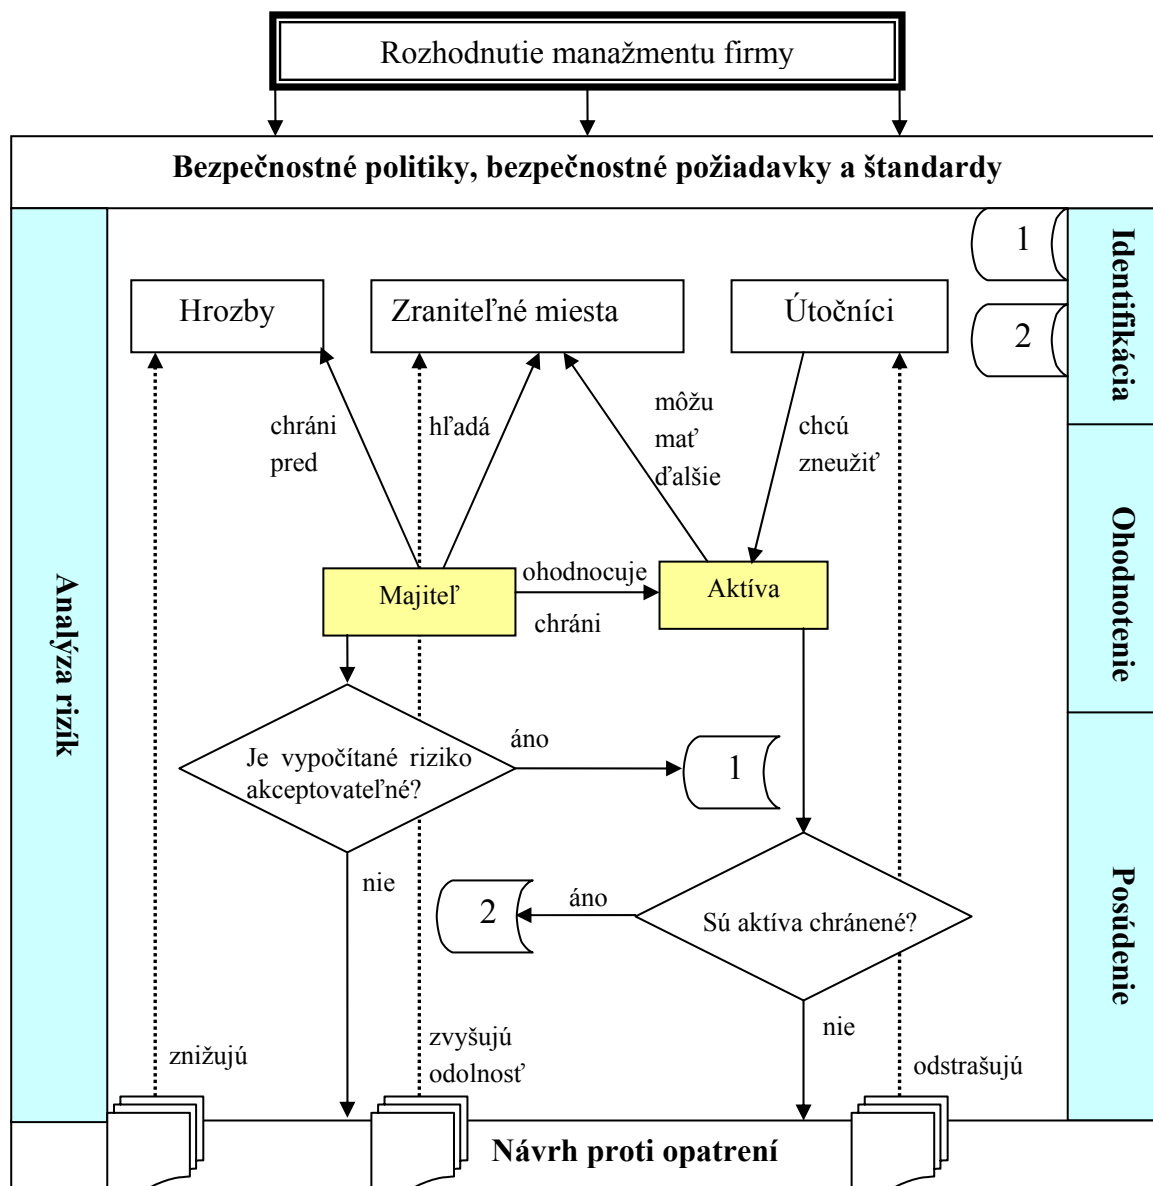 Rozhodnutie manažmentu firmy
Bezpečnostné politiky, bezpečnostné požiadavky a štandardy
Analýza rizík
1
2
Identifikácia
Hrozby
Zraniteľné miesta
Útočníci
chráni
pred
hľadá
môžu
mať
ďalšie
chcú
zneužiť
Ohodnotenie
Majiteľ
ohodnocuje
chráni
Aktíva
Je vypočítané riziko
akceptovateľné?
áno
1
nie
2
áno
Sú aktíva chránené?
nie
Posúdenie
znižujú
zvyšujú
odolnosť
odstrašujú
Návrh proti opatrení